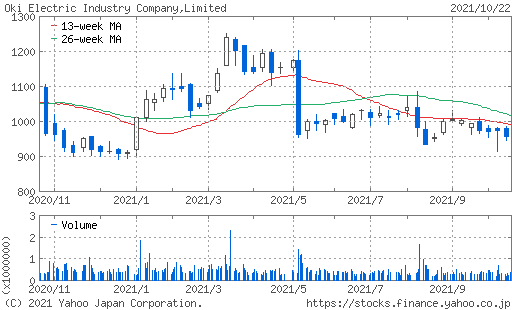 Oki Electric Industry Company,Limited 2021/10/22
13-week MA
26-week MA
1300
1200
1100
1000
900
800
2020/11 2021/1 2021/3 2021/5 2021/7 2021/9
Volume
3
2
1
0
(x1000000)
2020/11 2021/1 2021/3 2021/5 2021/7 2021/9
(C) 2021 Yahoo Japan Corporation. https://stocks.finance.yahoo.co.jp